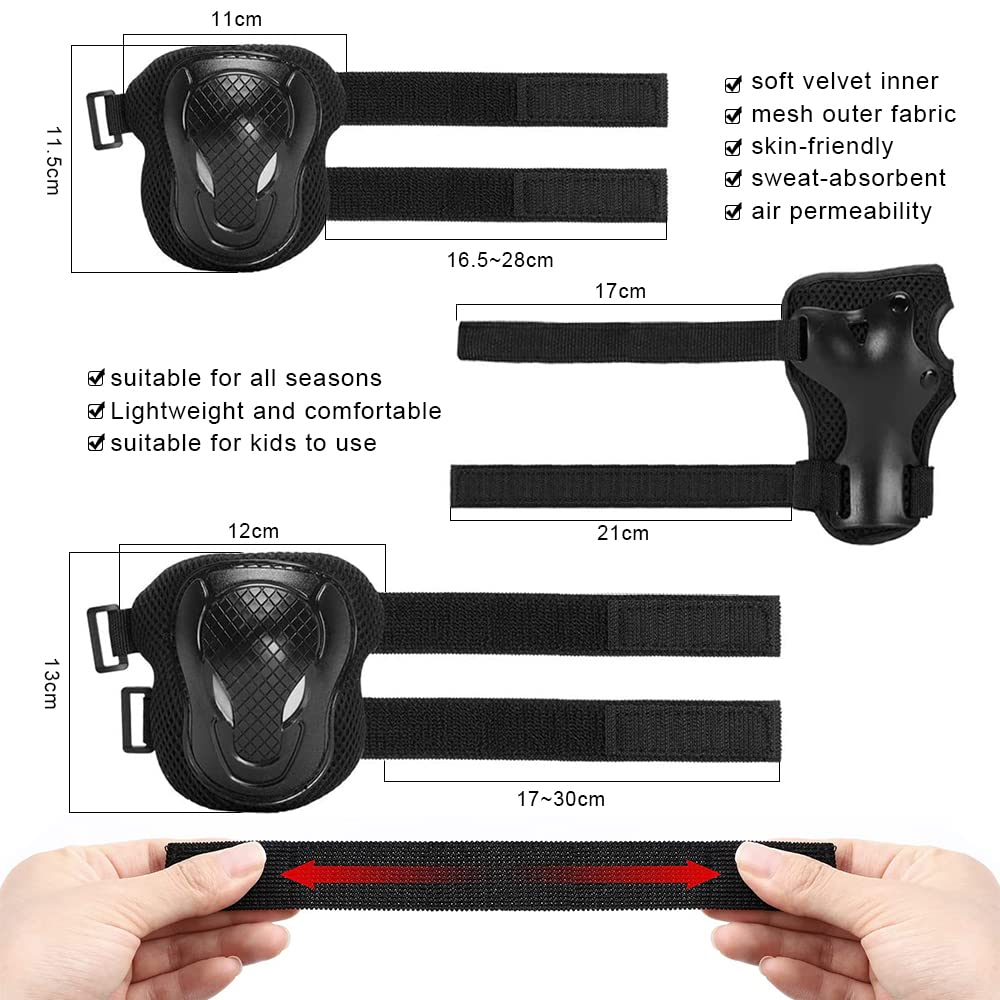 11cm
11.5cm
16.5~28cm
soft velvet inner
mesh outer fabric
skin-friendly
sweat-absorbent
air permeability
17cm
21cm
suitable for all seasons
Lightweight and comfortable
suitable for kids to use
12cm
13cm
17~30cm